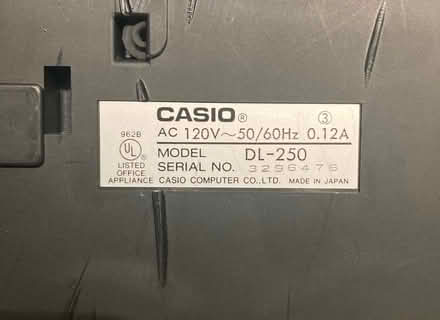 CASIO® ③
962B AC 120V~50/60Hz 0.12A
UL
LISTED MODEL DL-250
OFFICE SERIAL NO. 3296476
APPLIANCE CASIO COMPUTER CO.,LTD. MADE IN JAPAN